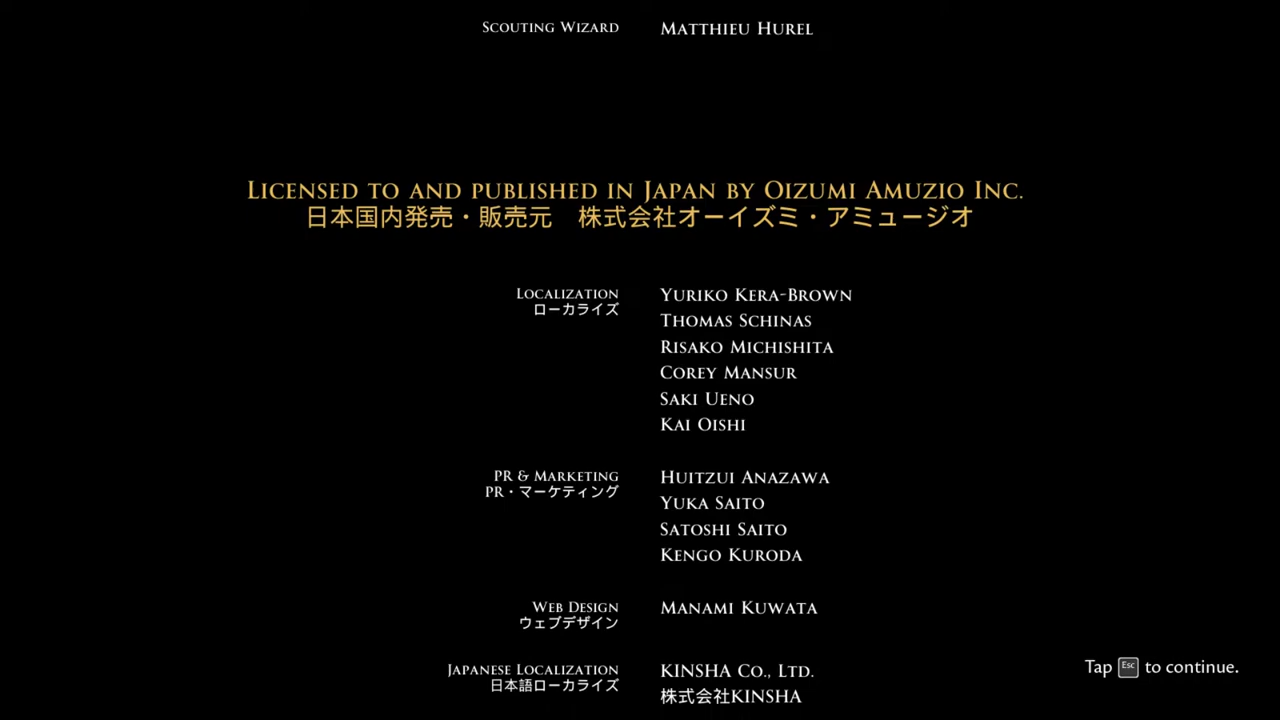 Scouting Wizard Matthieu Hurel
Licensed to and published in Japan by Oizumi Amuzio Inc.
日本国内発売・販売元　株式会社オーイズミ・アミュージオ
Localization Yuriko Kera-Brown
ローカライズ
Thomas Schinas
Risako Michishita
Corey Mansur
Saki Ueno
Kai Oishi
PR & Marketing Huitzui Anazawa
PR・マーケティング
Yuka Saito
Satoshi Saito
Kengo Kuroda
Web Design Manami Kuwata
ウェブデザイン
Japanese Localization KINSHA Co., Ltd.
日本語ローカライズ 株式会社KINSHA
Tap Esc to continue.